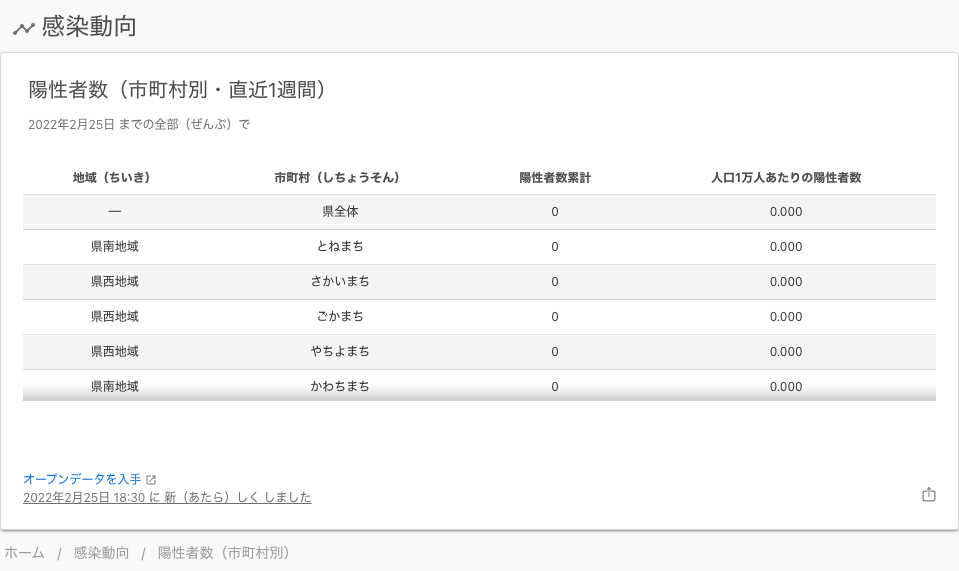 感染動向
陽性者数（市町村別・直近1週間）
2022年2月25日 までの全部（ぜんぶ）で
地域（ちいき） 市町村（しちょうそん） 陽性者数累計 人口1万人あたりの陽性者数
— 県全体 0 0.000
県南地域 とねまち 0 0.000
県西地域 さかいまち 0 0.000
県西地域 ごかまち 0 0.000
県西地域 やちよまち 0 0.000
県南地域 かわちまち 0 0.000
オープンデータを入手
2022年2月25日 18:30 に 新（あたら）しく しました
ホーム / 感染動向 / 陽性者数（市町村別）